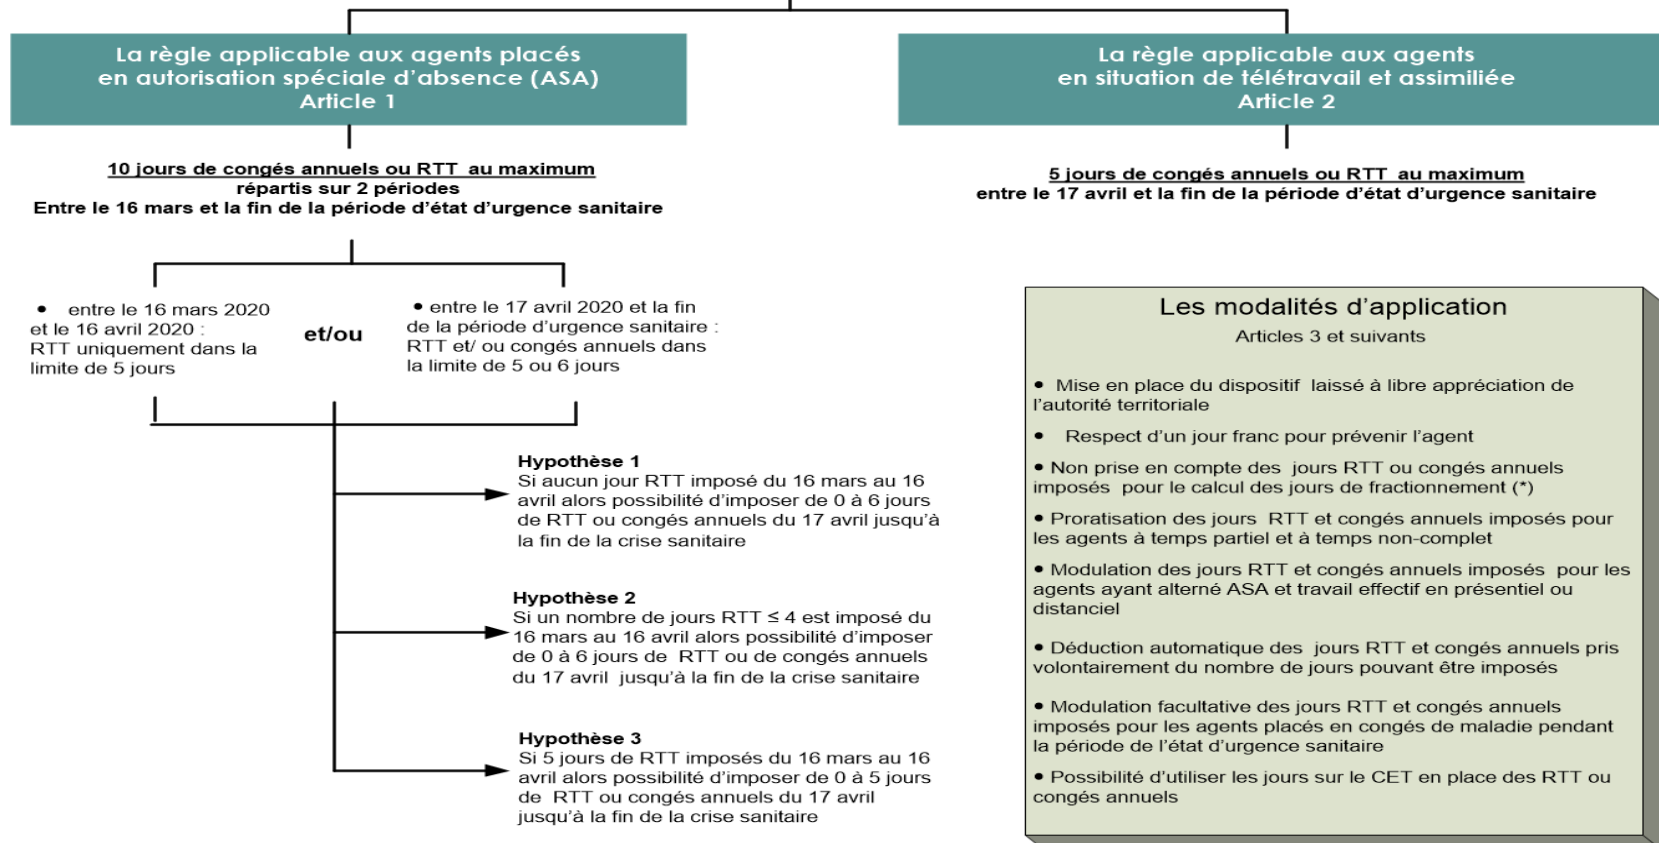 La règle applicable aux agents placés
en autorisation spéciale d'absence (ASA)
Article 1
La règle applicable aux agents
en situation de télétravail et assimiliée
Article 2
10 jours de congés annuels ou RTT au maximum
répartis sur 2 périodes
Entre le 16 mars et la fin de la période d'état d'urgence sanitaire
5 jours de congés annuels ou RTT au maximum
entre le 17 avril et la fin de la période d'état d'urgence sanitaire
• entre le 16 mars 2020
et le 16 avril 2020 :
RTT uniquement dans la
limite de 5 jours
et/ou
• entre le 17 avril 2020 et la fin
de la période d'urgence sanitaire :
RTT et/ ou congés annuels dans
la limite de 5 ou 6 jours
Hypothèse 1
Si aucun jour RTT imposé du 16 mars au 16
avril alors possibilité d'imposer de 0 à 6 jours
de RTT ou congés annuels du 17 avril jusqu'à
la fin de la crise sanitaire
Hypothèse 2
Si un nombre de jours RTT ≤ 4 est imposé du
16 mars au 16 avril alors possibilité d'imposer
de 0 à 6 jours de RTT ou de congés annuels
du 17 avril jusqu'à la fin de la crise sanitaire
Hypothèse 3
Si 5 jours de RTT imposés du 16 mars au 16
avril alors possibilité d'imposer de 0 à 5 jours
de RTT ou congés annuels du 17 avril
jusqu'à la fin de la crise sanitaire
Les modalités d'application
Articles 3 et suivants
• Mise en place du dispositif laissé à libre appréciation de
l'autorité territoriale
• Respect d'un jour franc pour prévenir l'agent
• Non prise en compte des jours RTT ou congés annuels
imposés pour le calcul des jours de fractionnement (*)
• Proratisation des jours RTT et congés annuels imposés pour
les agents à temps partiel et à temps non-complet
• Modulation des jours RTT et congés annuels imposés pour les
agents ayant alterné ASA et travail effectif en présentiel ou
distanciel
• Déduction automatique des jours RTT et congés annuels pris
volontairement du nombre de jours pouvant être imposés
• Modulation facultative des jours RTT et congés annuels
imposés pour les agents placés en congés de maladie pendant
la période de l'état d'urgence sanitaire
• Possibilité d'utiliser les jours sur le CET en place des RTT ou
congés annuels